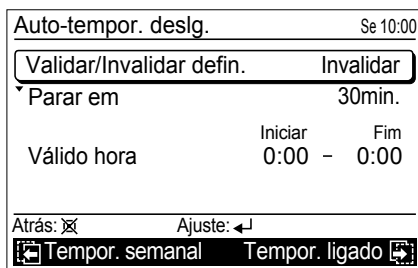 Auto-tempor. deslg. Se 10:00
Validar/Invalidar defin. Invalidar
Parar em 30min.
Iniciar Fim
Válido hora 0:00 – 0:00
Atrás: Ajuste:
Tempor. semanal Tempor. ligado